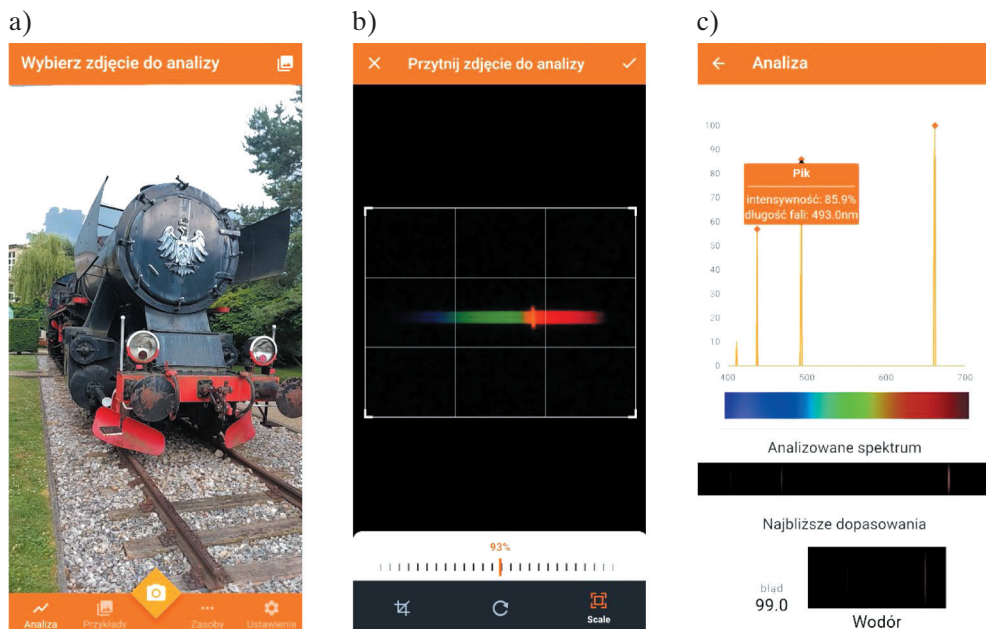 a)
Wybierz zdjęcie do analizy
Analiza
Przykłady
Zasoby
Ustawienia
b)
Przytnij zdjęcie do analizy
93%
Scale
c)
Analiza
100
90
80
70
60
50
40
30
20
10
0
Pik
intensywność: 85.9%
długość fali: 493.0nm
400 500 600 700
Analizowane spektrum
Najbliższe dopasowania
błąd
99.0
Wodór